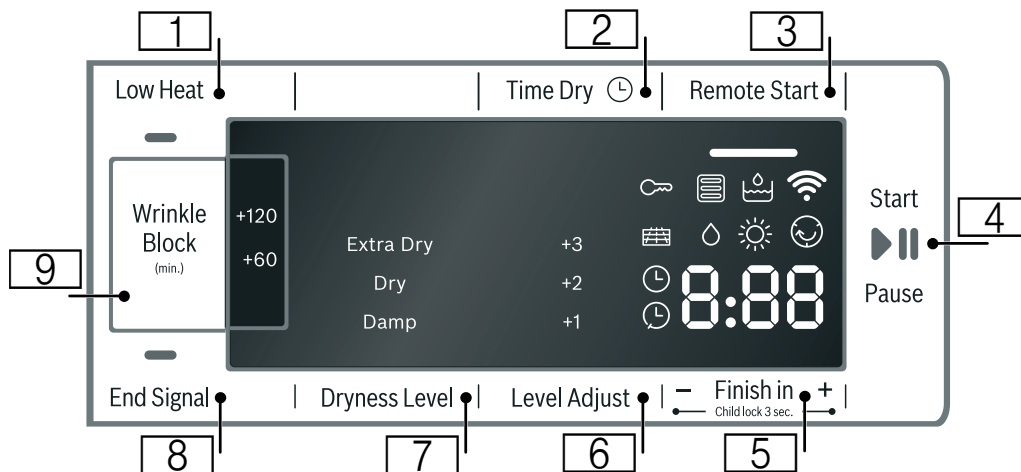 1
2
3
Low Heat
Time Dry
Remote Start
Wrinkle
Block
(min.)
+120
+60
Extra Dry +3
Dry +2
Damp +1
8:88
Start
Pause
4
9
End Signal
Dryness Level
Level Adjust
– Finish in +
Child lock 3 sec.
8
7
6
5